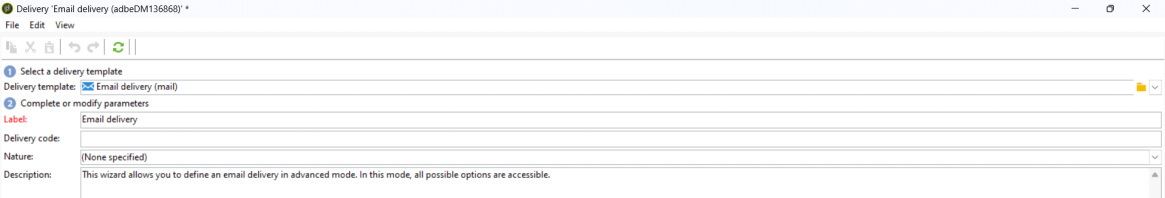 Delivery 'Email delivery (adbeDM136868)' *
File Edit View
1 Select a delivery template
Delivery template: Email delivery (mail)
2 Complete or modify parameters
Label: Email delivery
Delivery code:
Nature: (None specified)
Description: This wizard allows you to define an email delivery in advanced mode. In this mode, all possible options are accessible.